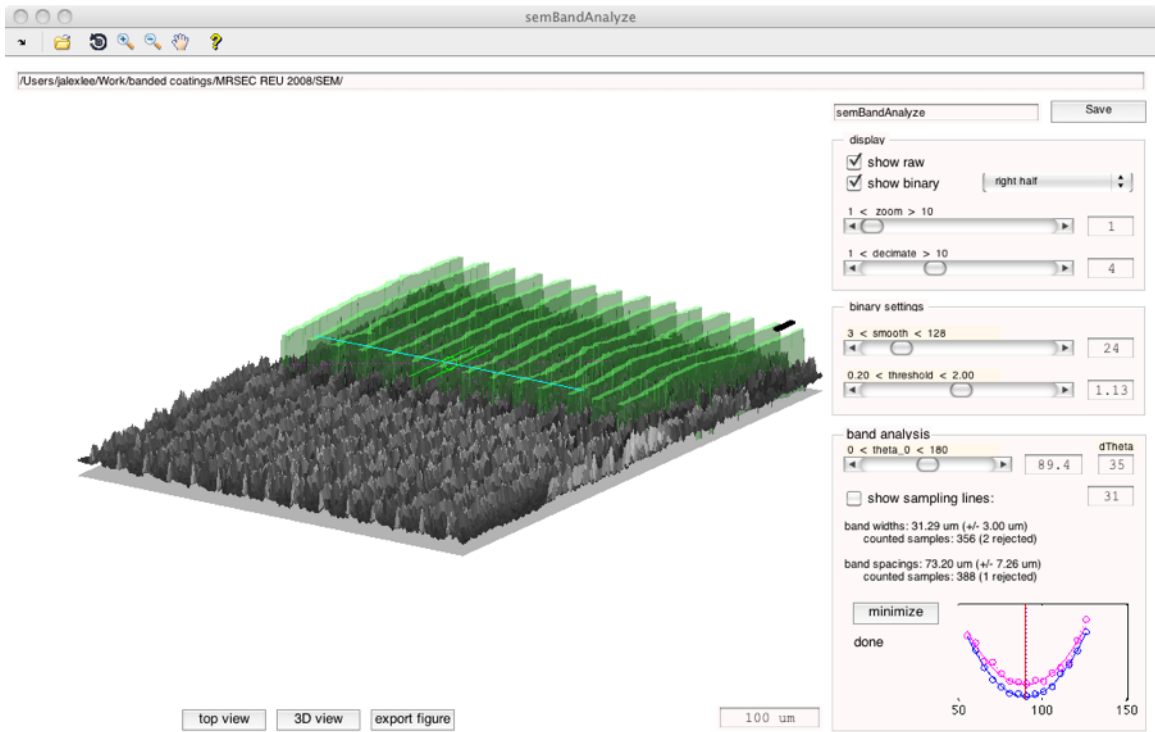 semBandAnalyze
/Users/jalexlee/Work/banded coatings/MRSEC REU 2008/SEM/
semBandAnalyze
Save
display
show raw
show binary
right half
1 < zoom > 10
1
1 < decimate > 10
4
binary settings
3 < smooth < 128
24
0.20 < threshold < 2.00
1.13
band analysis
0 < theta_0 < 180
dTheta
89.4
35
show sampling lines:
31
band widths: 31.29 um (+/- 3.00 um)
counted samples: 356 (2 rejected)
band spacings: 73.20 um (+/- 7.26 um)
counted samples: 388 (1 rejected)
minimize
done
50 100 150
top view
3D view
export figure
100 um